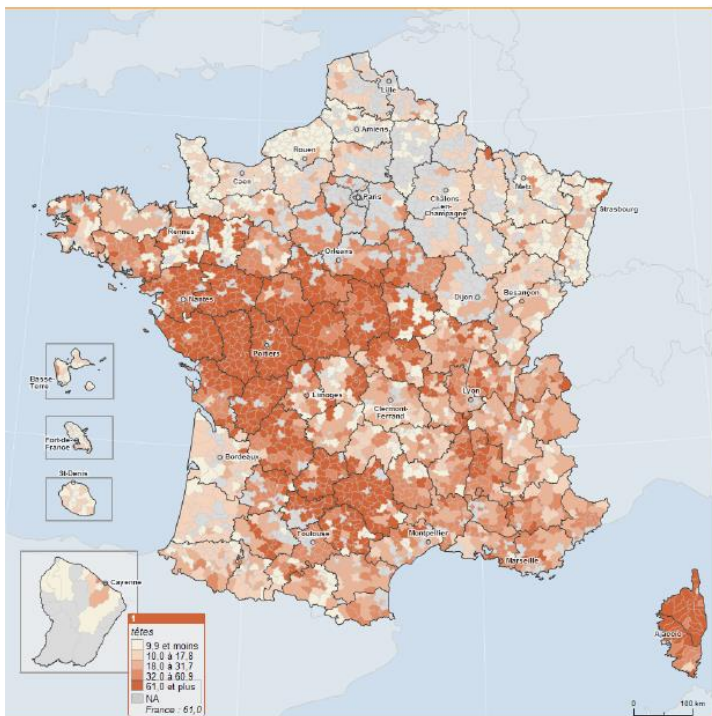 Lille
Amiens
Rouen
Caen
Paris
Metz
Châlons-
en-
Champagne
Strasbourg
Rennes
Orléans
Nantes
Dijon
Besançon
Poitiers
Limoges
Clermont-
Ferrand
Lyon
Basse-
Terre
Fort-de-
France
St-Denis
Bordeaux
Toulouse
Montpellier
Marseille
Cayenne
Ajaccio
1
têtes
9,9 et moins
10,0 à 17,8
18,0 à 31,7
32,0 à 60,9
61,0 et plus
NA
France : 61,0
0 100 km